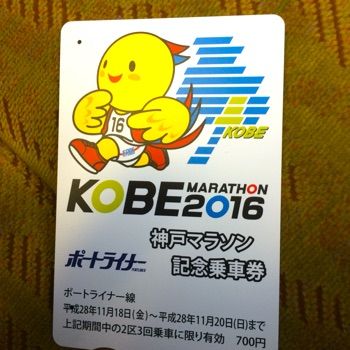 16
KOBE
KOBE MARATHON 2016
神戸マラソン
記念乗車券
ポートライナー
ポートライナー線
平成28年11月18日(金)~平成28年11月20日(日)まで
上記期間中の2区3回乗車に限り有効 700円